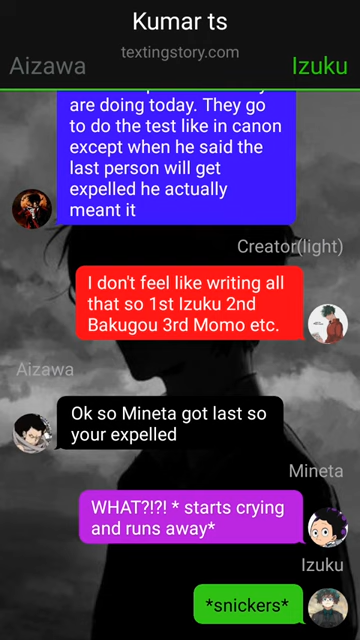 Kumar ts
textingstory.com
Aizawa
Izuku
are doing today. They go
to do the test like in canon
except when he said the
last person will get
expelled he actually
meant it
Creator(light)
I don't feel like writing all
that so 1st Izuku 2nd
Bakugou 3rd Momo etc.
Aizawa
Ok so Mineta got last so
your expelled
Mineta
WHAT?!?! * starts crying
and runs away*
Izuku
*snickers*